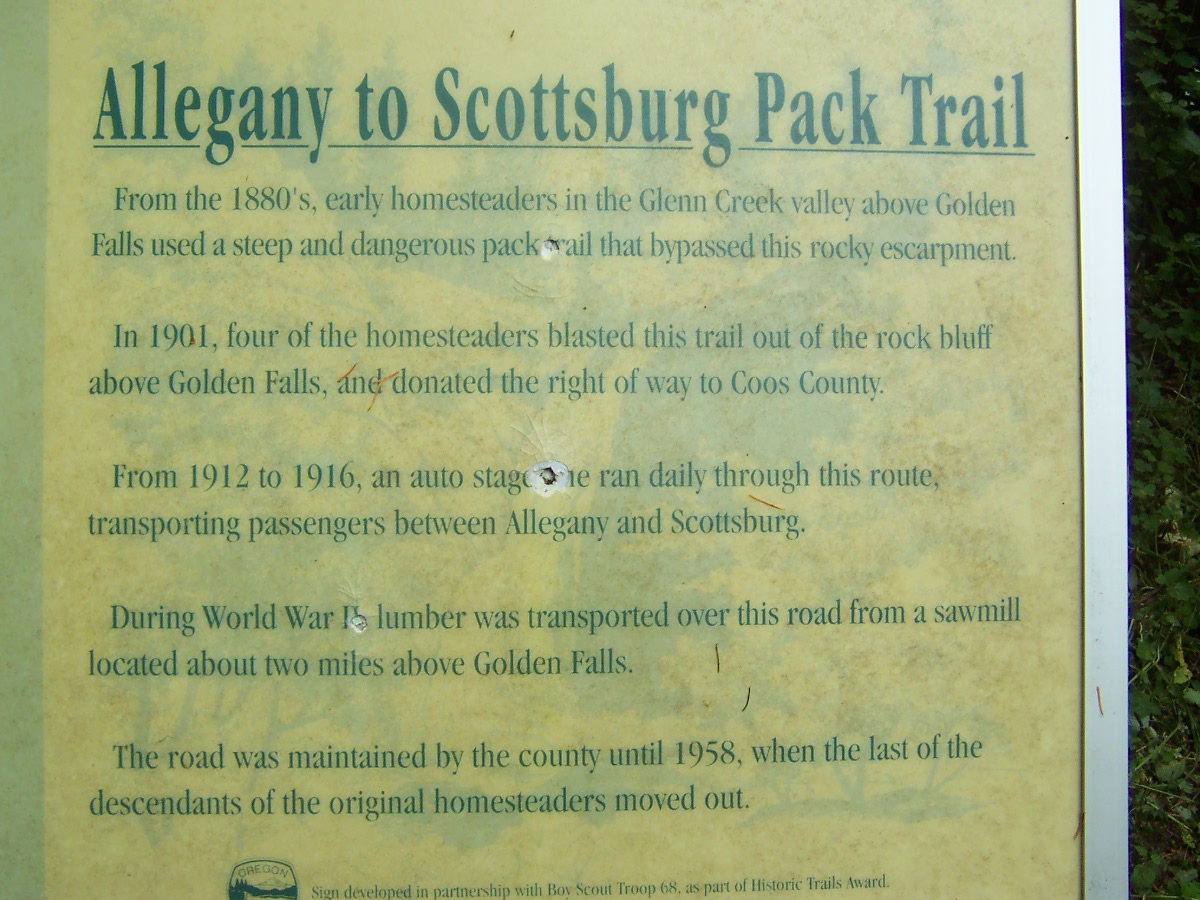 Allegany to Scottsburg Pack Trail
From the 1880's, early homesteaders in the Glenn Creek valley above Golden
Falls used a steep and dangerous pack trail that bypassed this rocky escarpment.
In 1901, four of the homesteaders blasted this trail out of the rock bluff
above Golden Falls, and donated the right of way to Coos County.
From 1912 to 1916, an auto stage line ran daily through this route,
transporting passengers between Allegany and Scottsburg.
During World War II, lumber was transported over this road from a sawmill
located about two miles above Golden Falls.
The road was maintained by the county until 1958, when the last of the
descendants of the original homesteaders moved out.
OREGON
Sign developed in partnership with Boy Scout Troop 68, as part of Historic Trails Award.